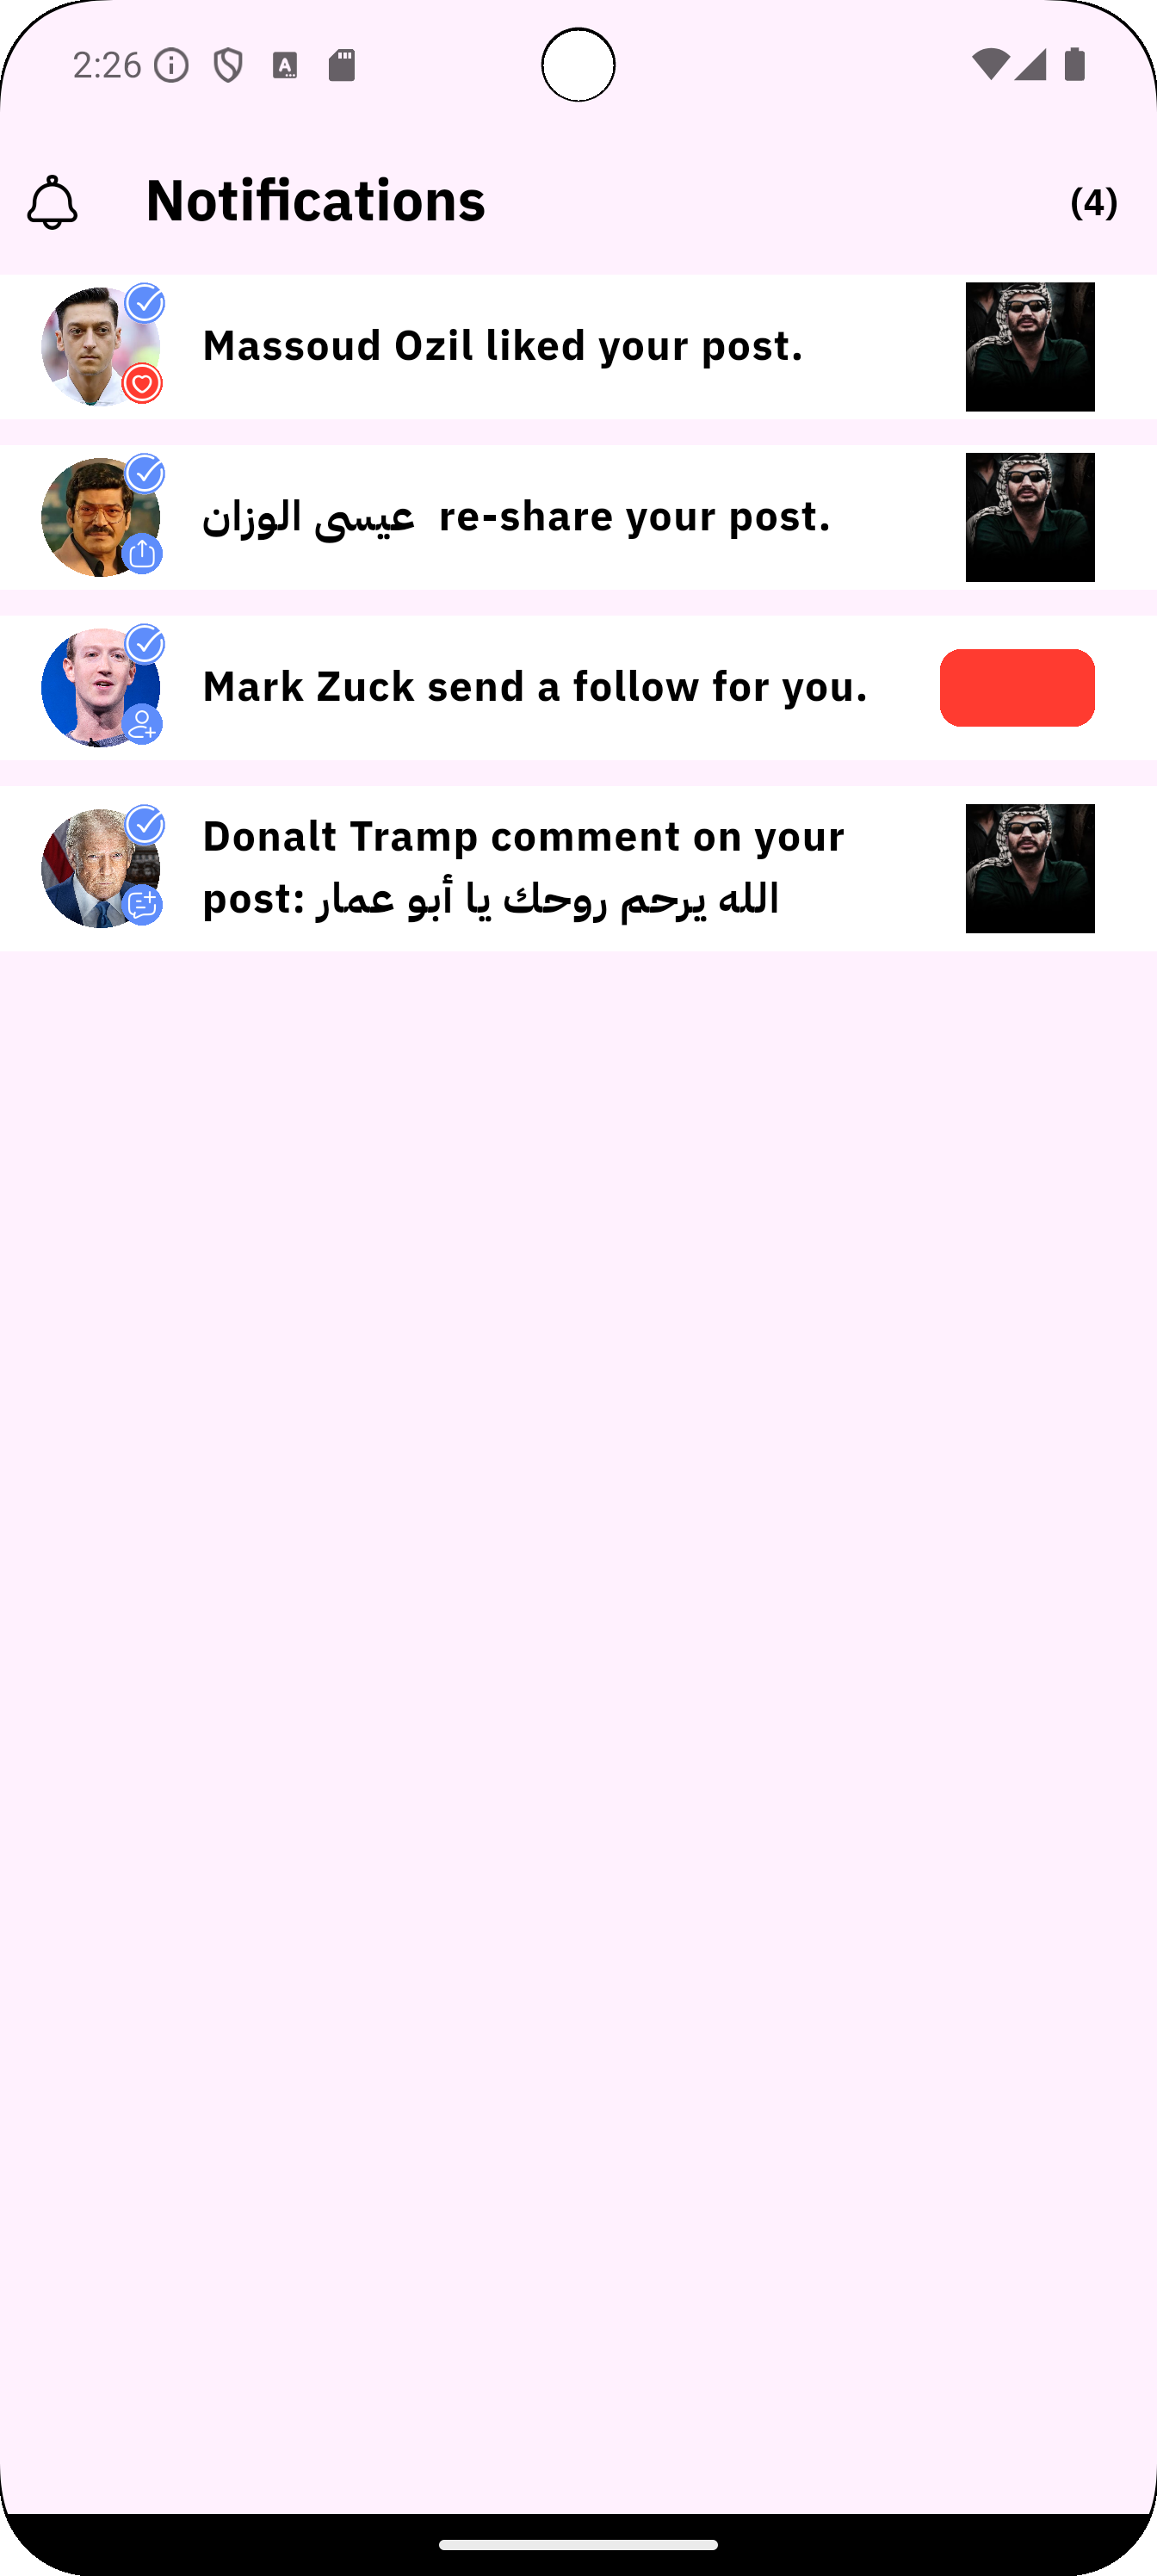 2:26
Notifications
(4)
Massoud Ozil liked your post.
عيسى الوزان re-share your post.
Mark Zuck send a follow for you.
Donalt Tramp comment on your
post: الله يرحم روحك يا أبو عمار